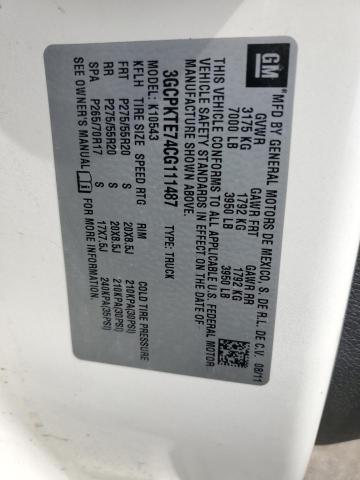 GM
MFD BY GENERAL MOTORS DE MEXICO, S. DE R.L. DE C.V. 08/11
GVWR GAWR FRT GAWR RR
3175 KG 1792 KG 1792 KG
7000 LB 3950 LB 3950 LB
THIS VEHICLE CONFORMS TO ALL APPLICABLE U.S. FEDERAL MOTOR
VEHICLE SAFETY STANDARDS IN EFFECT ON THE DATE OF
MANUFACTURE SHOWN ABOVE.
3GCPKTE74CG111487 TYPE: TRUCK
K10543
KFLH TIRE SIZE SPEED RTG RIM COLD TIRE PRESSURE
FRT P275/55R20 S 20X8.5J 210KPA(30PSI)
RR P275/55R20 S 20X8.5J 210KPA(30PSI)
SPA P265/70R17 S 17X7.5J 240KPA(35PSI)
SEE OWNER'S MANUAL